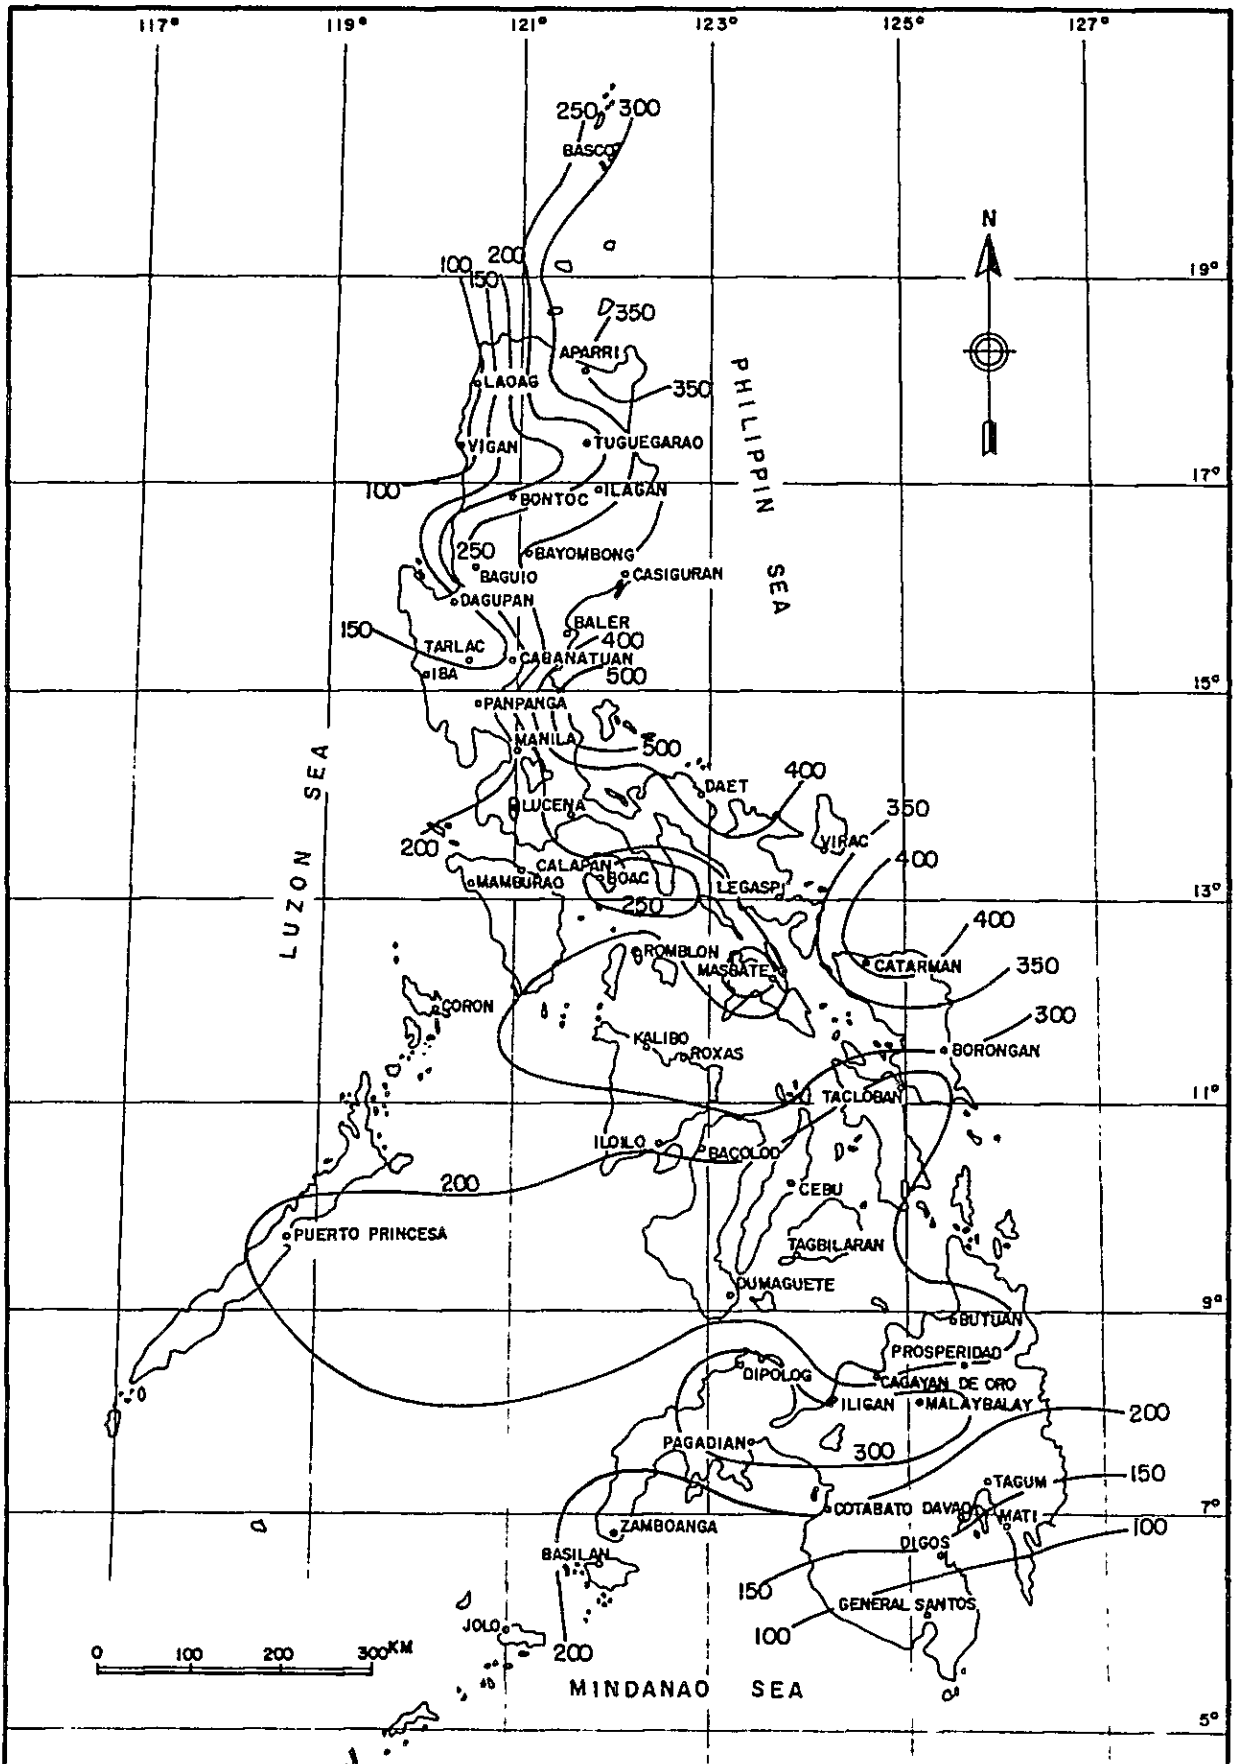 117° 119° 121° 123° 125° 127°
250 300
BASCO
N
200
100
150
19°
350
APARRI
LAOAG
350
PHILIPPIN SEA
VIGAN
TUGUEGARAO
100
ILAGAN
BONTOC
17°
250
BAYOMBONG
BAGUIO
CASIGURAN
DAGUPAN
150
BALER
TARLAC
400
CABANATUAN
IBA
500
15°
PANPANGA
MANILA
500
LUZON SEA
400
DAET
LUCENA
350
200
VIRAC
400
CALAPAN
BOAC
MAMBURAO
LEGASPI
13°
250
400
ROMBLON
MASBATE
CATARMAN
350
CORON
300
KALIBO
ROXAS
BORONGAN
TACLOBAN
11°
ILOILO
BACOLOD
200
CEBU
PUERTO PRINCESA
TAGBILARAN
DUMAGUETE
9°
BUTUAN
PROSPERIDAD
DIPOLOG
CAGAYAN DE ORO
ILIGAN
MALAYBALAY
200
PAGADIAN
300
TAGUM
150
COTABATO
DAVAO
MATI
7°
ZAMBOANGA
100
DIGOS
BASILAN
150
GENERAL SANTOS
JOLO
100
0 100 200 300KM
200
MINDANAO SEA
5°